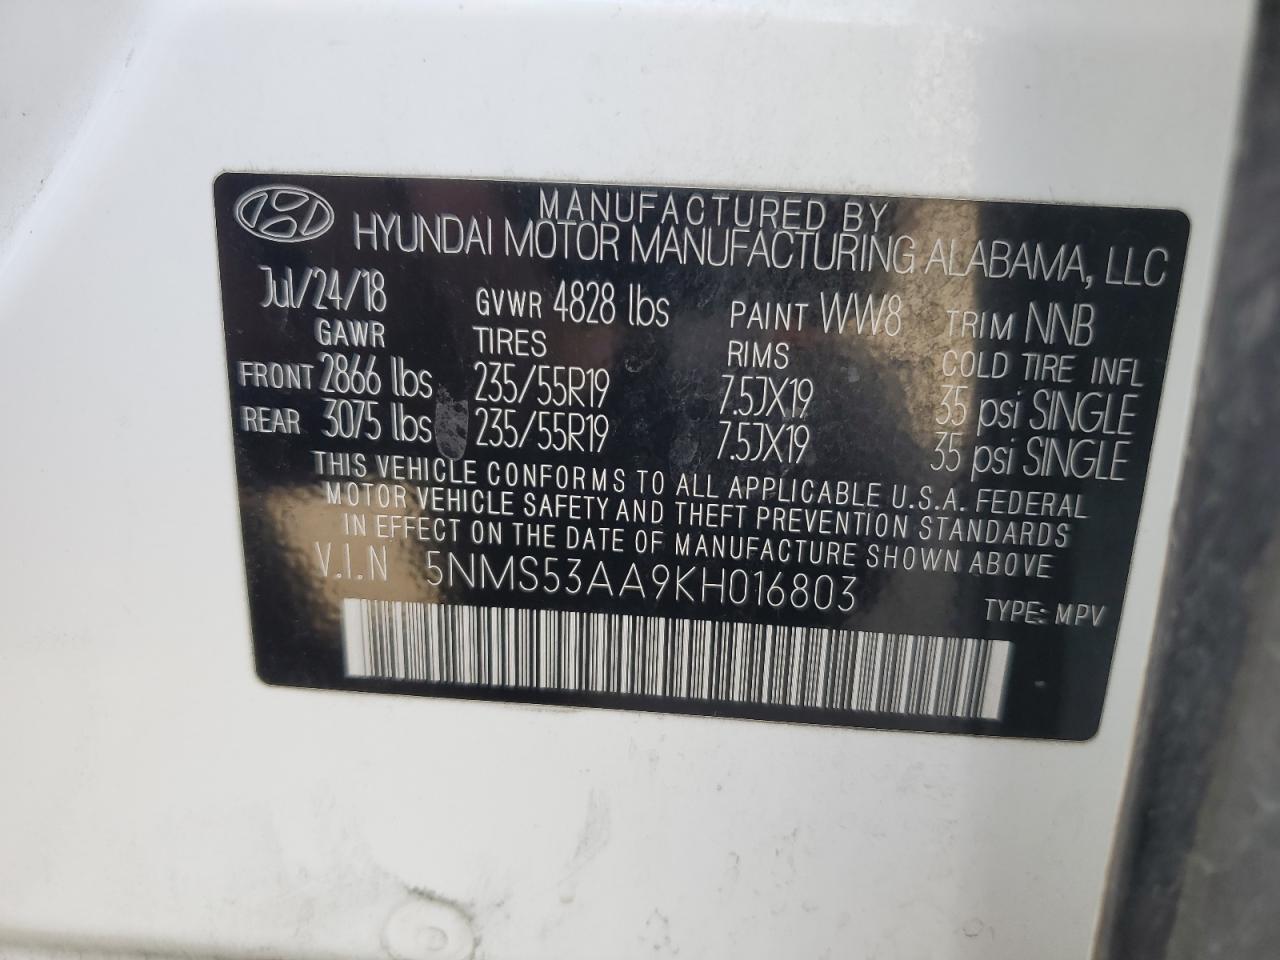 MANUFACTURED BY
HYUNDAI MOTOR MANUFACTURING ALABAMA, LLC
Jul/24/18 GVWR 4828 lbs PAINT WW8 TRIM NNB
GAWR TIRES RIMS COLD TIRE INFL
FRONT 2866 lbs 235/55R19 7.5JX19 35 psi SINGLE
REAR 3075 lbs 235/55R19 7.5JX19 35 psi SINGLE
THIS VEHICLE CONFORMS TO ALL APPLICABLE U.S.A. FEDERAL
MOTOR VEHICLE SAFETY AND THEFT PREVENTION STANDARDS
IN EFFECT ON THE DATE OF MANUFACTURE SHOWN ABOVE
V.I.N 5NMS53AA9KH016803
TYPE: MPV